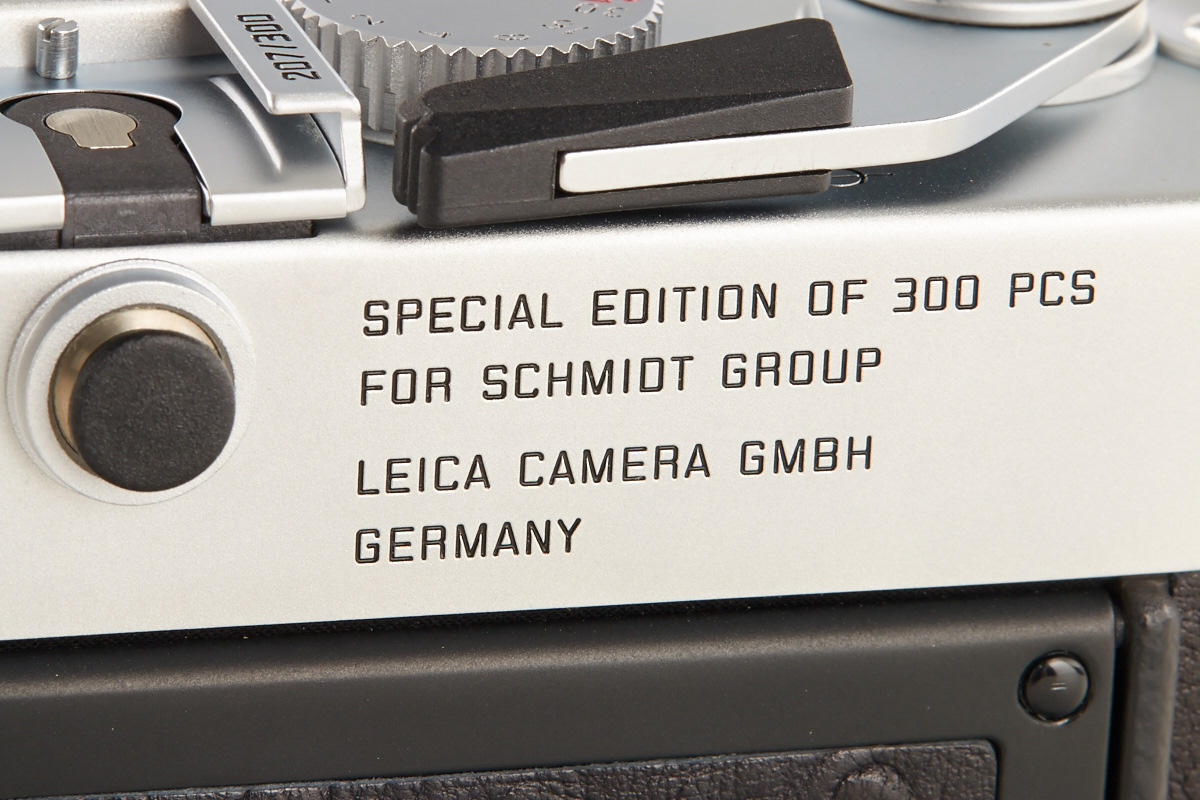 207/300
SPECIAL EDITION OF 300 PCS
FOR SCHMIDT GROUP
LEICA CAMERA GMBH
GERMANY